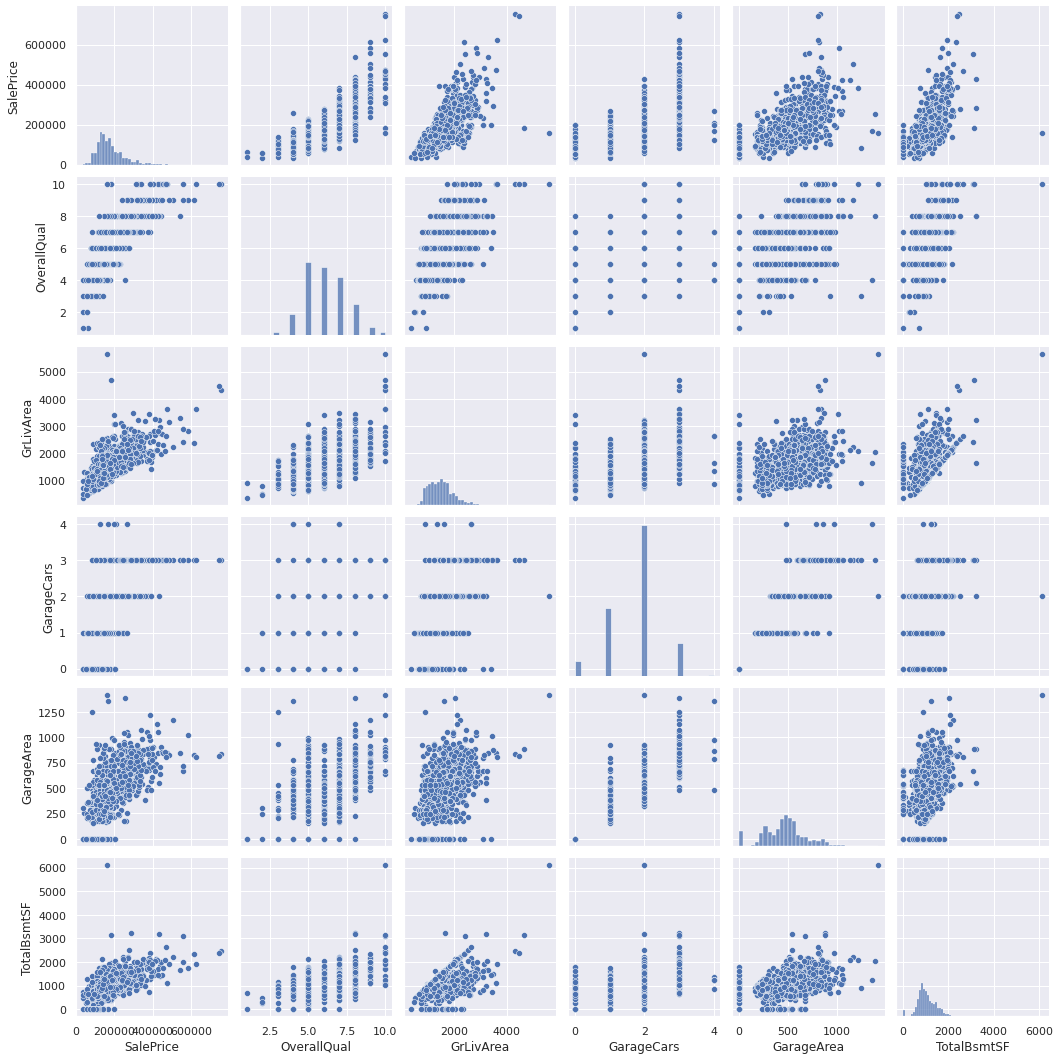 600000
400000
200000
0
SalePrice
10
8
6
4
2
OverallQual
5000
4000
3000
2000
1000
GrLivArea
4
3
2
1
0
GarageCars
1250
1000
750
500
250
0
GarageArea
6000
5000
4000
3000
2000
1000
0
TotalBsmtSF
0 200000 400000 600000
2.5 5.0 7.5 10.0
2000 4000
0 2 4
0 500 1000
0 2000 4000 6000
SalePrice
OverallQual
GrLivArea
GarageCars
GarageArea
TotalBsmtSF